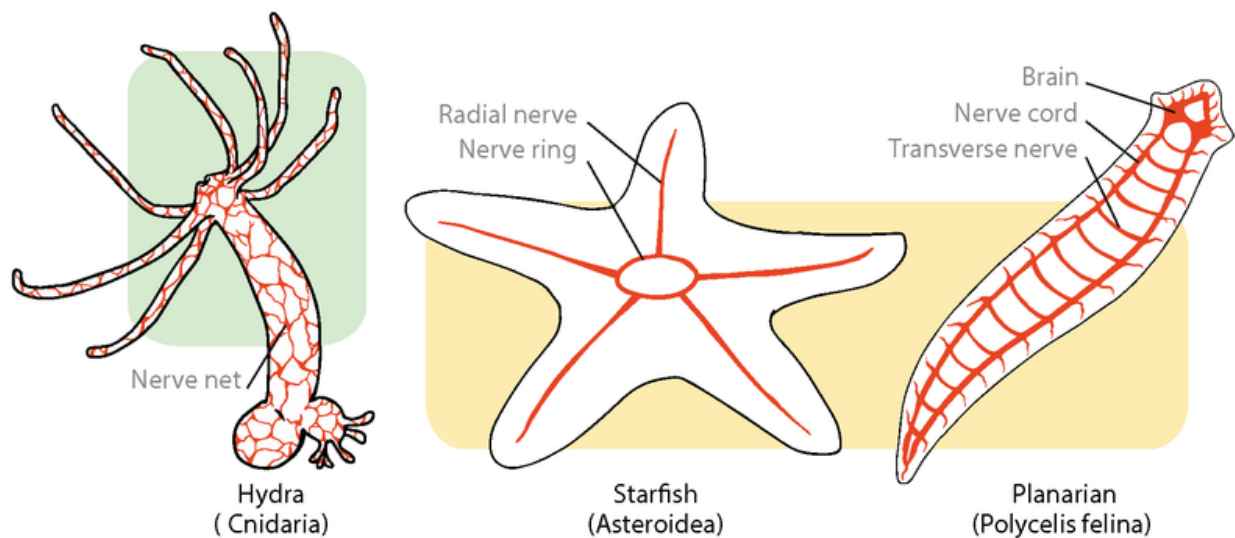 Radial nerve
Nerve ring
Brain
Nerve cord
Transverse nerve
Nerve net
Hydra
( Cnidaria)
Starfish
(Asteroidea)
Planarian
(Polycelis felina)